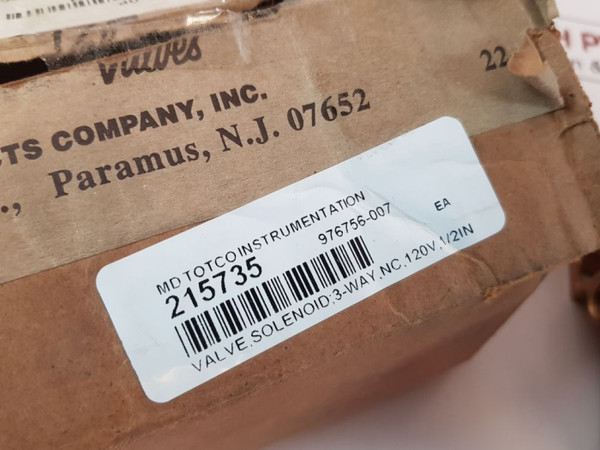 Valves
CTS COMPANY, INC.
22
., Paramus, N.J. 07652
MD TOTCO INSTRUMENTATION
215735 976756-007 EA
VALVE,SOLENOID;3-WAY,NC,120V,1/2IN